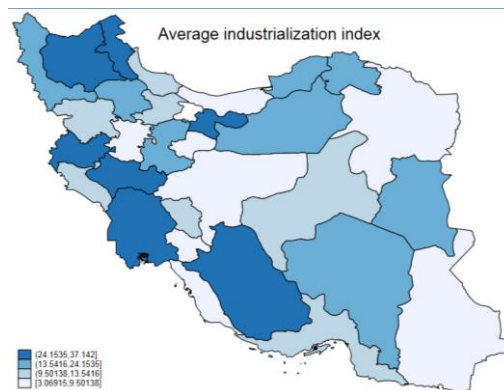 Average industrialization index
(24.1535,37.142]
(13.5416,24.1535]
(9.50138,13.5416]
[3.06915,9.50138]